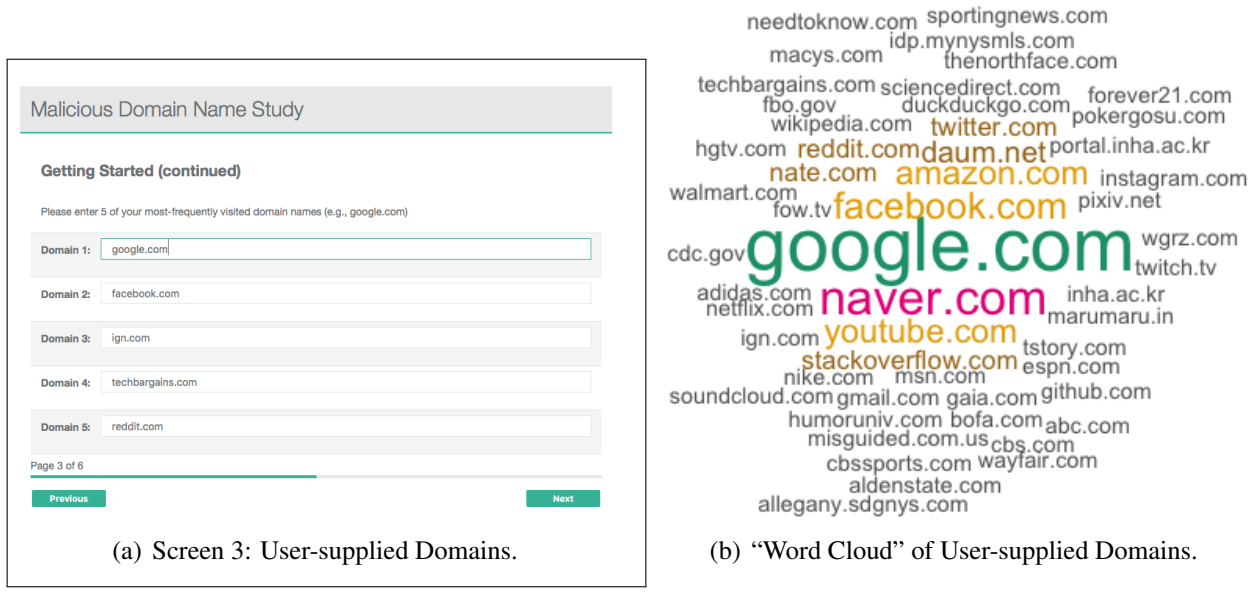 Malicious Domain Name Study
Getting Started (continued)
Please enter 5 of your most-frequently visited domain names (e.g., google.com)
Domain 1: google.com
Domain 2: facebook.com
Domain 3: ign.com
Domain 4: techbargains.com
Domain 5: reddit.com
Page 3 of 6
Previous Next
(a) Screen 3: User-supplied Domains.
needtoknow.com sportingnews.com
idp.mynysmls.com
macys.com thenorthface.com
techbargains.com sciencedirect.com forever21.com
fbo.gov duckduckgo.com pokergosu.com
wikipedia.com twitter.com
hgtv.com reddit.com daum.net portal.inha.ac.kr
nate.com amazon.com instagram.com
walmart.com fow.tv facebook.com pixiv.net
cdc.gov google.com wgrz.com
twitch.tv
adidas.com naver.com inha.ac.kr
netflix.com marumaru.in
ign.com youtube.com tstory.com
stackoverflow.com espn.com
nike.com msn.com
soundcloud.com gmail.com gaia.com github.com
humoruniv.com bofa.com abc.com
misguided.com.us cbs.com
cbssports.com wayfair.com
aldenstate.com
allegany.sdgnys.com
(b) “Word Cloud” of User-supplied Domains.